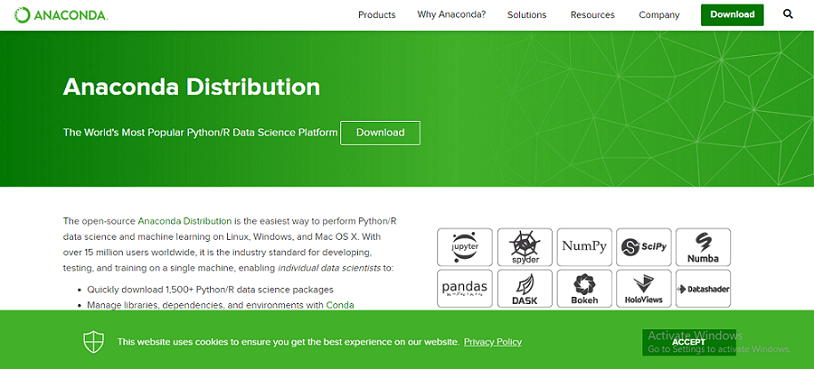 ANACONDA.
Products Why Anaconda? Solutions Resources Company Download
Anaconda Distribution
The World's Most Popular Python/R Data Science Platform Download
The open-source Anaconda Distribution is the easiest way to perform Python/R
data science and machine learning on Linux, Windows, and Mac OS X. With
over 15 million users worldwide, it is the industry standard for developing,
testing, and training on a single machine, enabling individual data scientists to:
• Quickly download 1,500+ Python/R data science packages
• Manage libraries, dependencies, and environments with Conda
jupyter spyder NumPy SciPy Numba
pandas DASK Bokeh HoloViews Datashader
This website uses cookies to ensure you get the best experience on our website. Privacy Policy
ACCEPT
Activate Windows
Go to Settings to activate Windows.